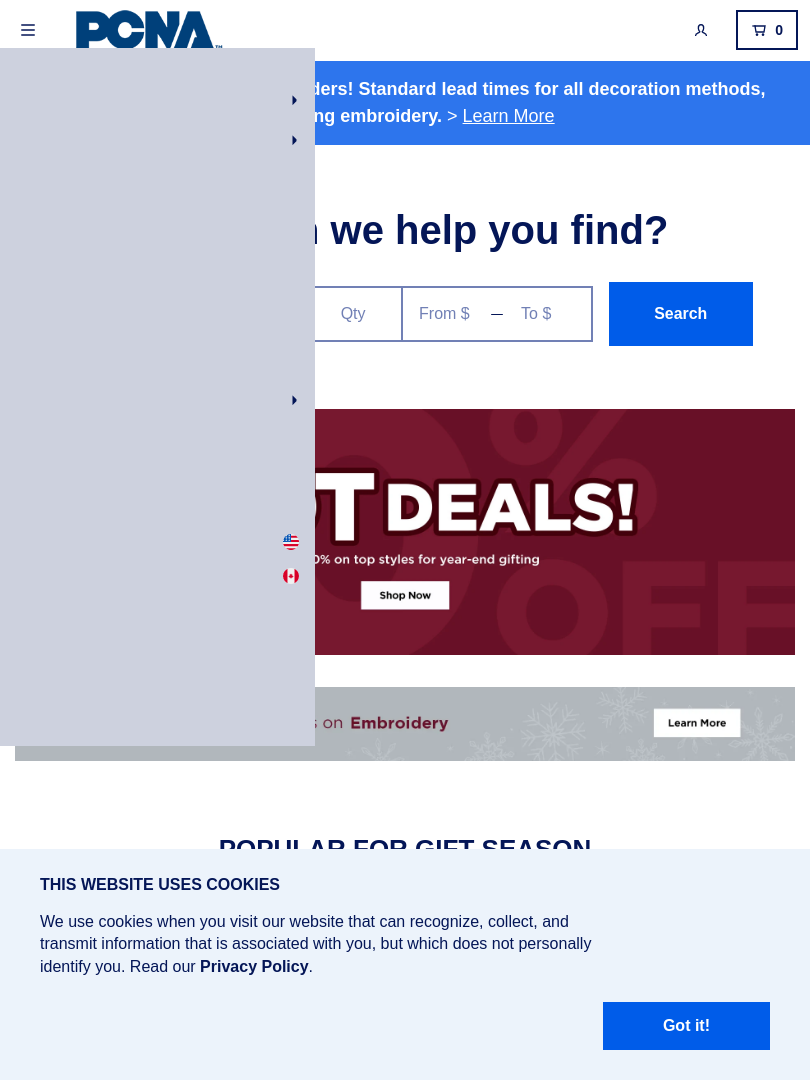 PCNA™
0
ders! Standard lead times for all decoration methods,
ng embroidery. > Learn More
we help you find?
Qty
From $ — To $
Search
OT DEALS!
0% on top styles for year-end gifting
Shop Now
% OFF
s on Embroidery
Learn More
POPULAR FOR GIFT SEASON
THIS WEBSITE USES COOKIES
We use cookies when you visit our website that can recognize, collect, and
transmit information that is associated with you, but which does not personally
identify you. Read our Privacy Policy.
Got it!